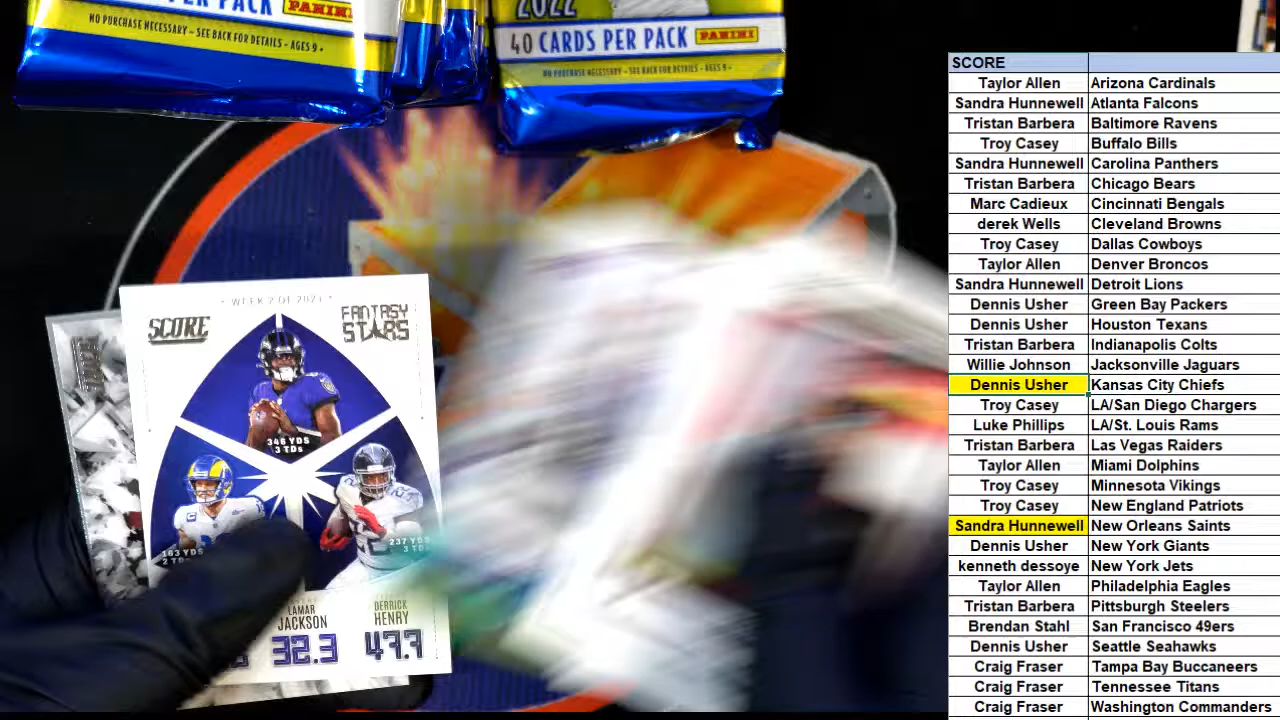 PER PACK
PANINI
NO PURCHASE NECESSARY – SEE BACK FOR DETAILS – AGES 9+
2022
40 CARDS PER PACK PANINI
NO PURCHASE NECESSARY – SEE BACK FOR DETAILS – AGES 9+
WEEK 2 OF 2021
SCORE
FANTASY
STARS
346 YDS
3 TDs
163 YDS
2 T
237 YDS
3 T
LAMAR
JACKSON
32.3
DERRICK
HENRY
47.7
SCORE
Taylor Allen Arizona Cardinals
Sandra Hunnewell Atlanta Falcons
Tristan Barbera Baltimore Ravens
Troy Casey Buffalo Bills
Sandra Hunnewell Carolina Panthers
Tristan Barbera Chicago Bears
Marc Cadieux Cincinnati Bengals
derek Wells Cleveland Browns
Troy Casey Dallas Cowboys
Taylor Allen Denver Broncos
Sandra Hunnewell Detroit Lions
Dennis Usher Green Bay Packers
Dennis Usher Houston Texans
Tristan Barbera Indianapolis Colts
Willie Johnson Jacksonville Jaguars
Dennis Usher Kansas City Chiefs
Troy Casey LA/San Diego Chargers
Luke Phillips LA/St. Louis Rams
Tristan Barbera Las Vegas Raiders
Taylor Allen Miami Dolphins
Troy Casey Minnesota Vikings
Troy Casey New England Patriots
Sandra Hunnewell New Orleans Saints
Dennis Usher New York Giants
kenneth dessoye New York Jets
Taylor Allen Philadelphia Eagles
Tristan Barbera Pittsburgh Steelers
Brendan Stahl San Francisco 49ers
Dennis Usher Seattle Seahawks
Craig Fraser Tampa Bay Buccaneers
Craig Fraser Tennessee Titans
Craig Fraser Washington Commanders